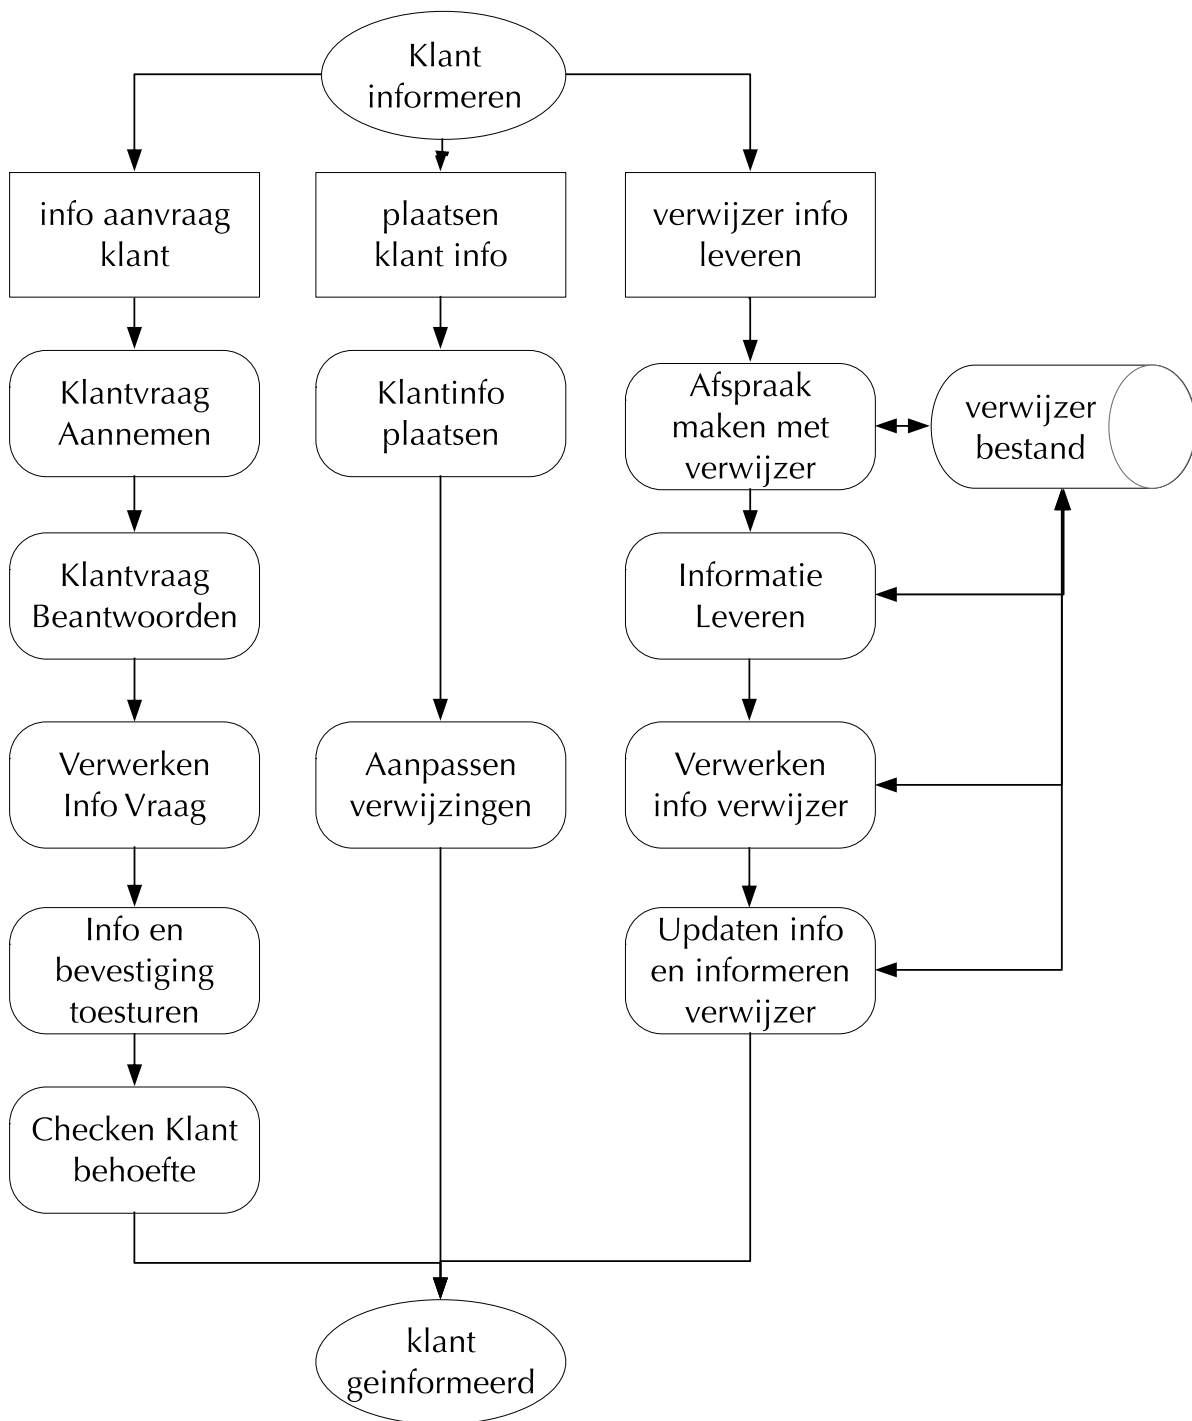 Klant
informeren
info aanvraag
klant
plaatsen
klant info
verwijzer info
leveren
Klantvraag
Aannemen
Klantinfo
plaatsen
Afspraak
maken met
verwijzer
verwijzer
bestand
Klantvraag
Beantwoorden
Informatie
Leveren
Verwerken
Info Vraag
Aanpassen
verwijzingen
Verwerken
info verwijzer
Info en
bevestiging
toesturen
Updaten info
en informeren
verwijzer
Checken Klant
behoefte
klant
geinformeerd